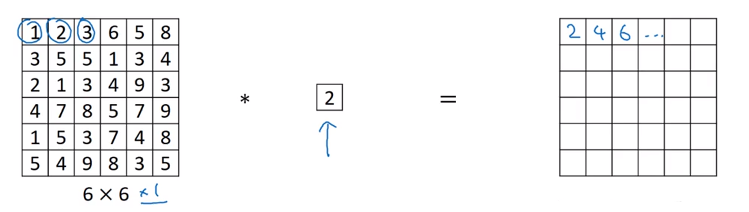 1 2 3 6 5 8 2 4 6 ...
3 5 5 1 3 4
2 1 3 4 9 3 * 2 =
4 7 8 5 7 9
1 5 3 7 4 8
5 4 9 8 3 5
6 × 6 ×1